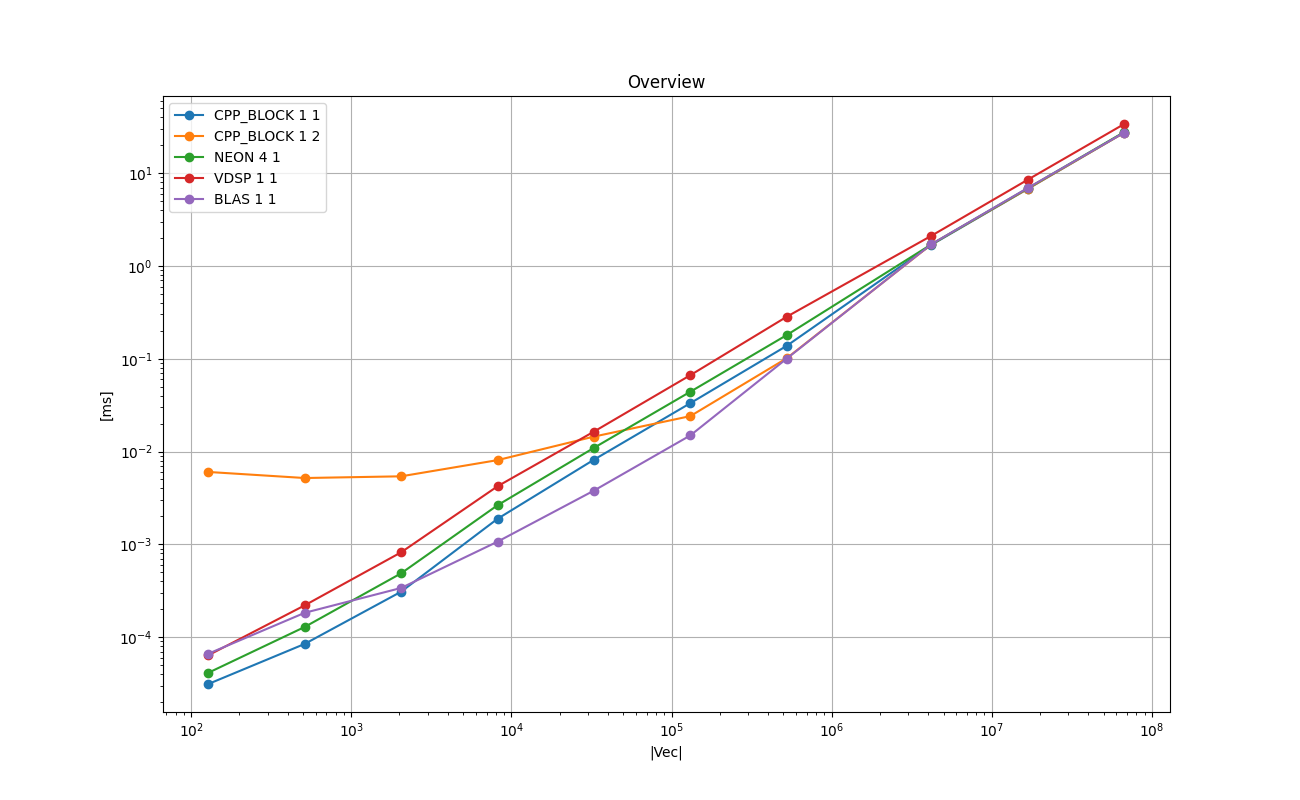 Overview
CPP_BLOCK 1 1
CPP_BLOCK 1 2
NEON 4 1
VDSP 1 1
BLAS 1 1
[ms]
10¹
10⁰
10⁻¹
10⁻²
10⁻³
10⁻⁴
10² 10³ 10⁴ 10⁵ 10⁶ 10⁷ 10⁸
|Vec|